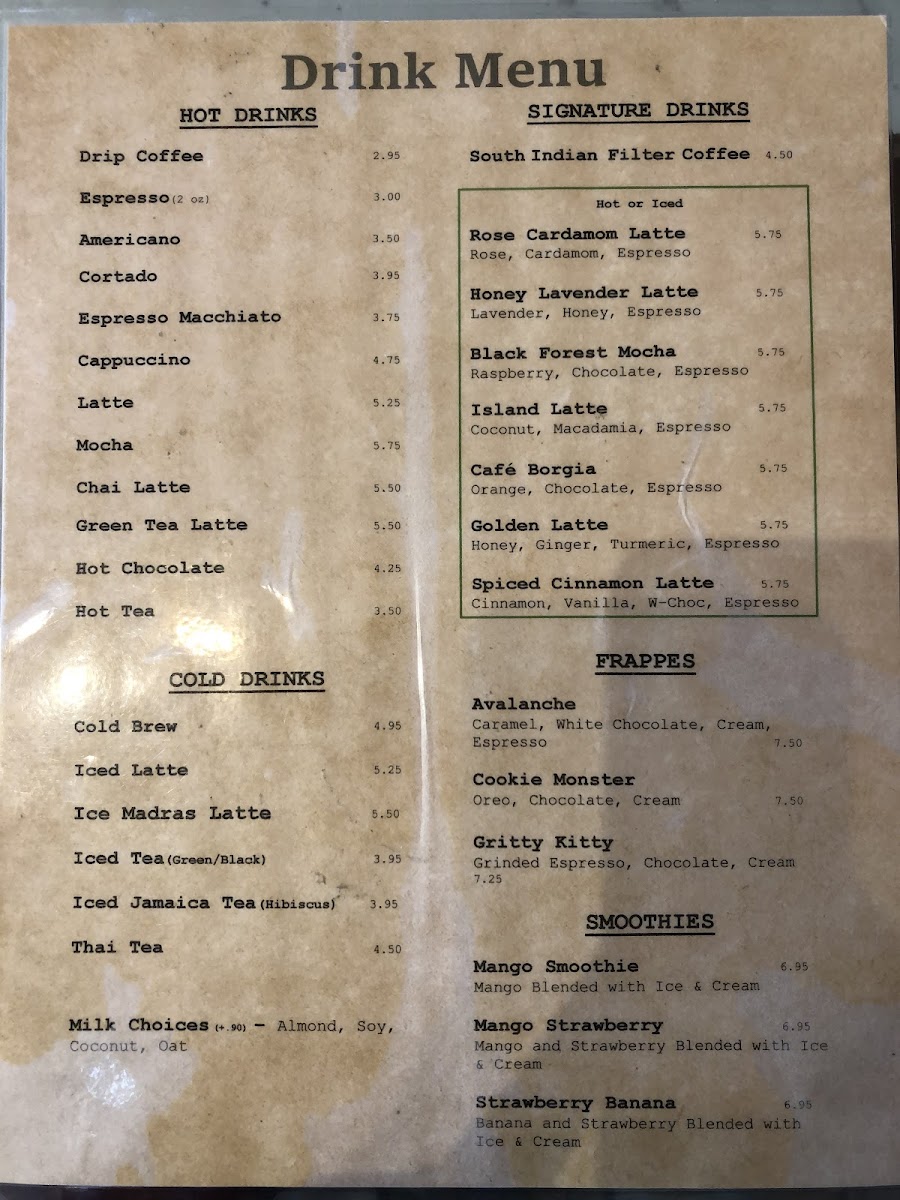 Drink Menu
HOT DRINKS
Drip Coffee 2.95
Espresso (2 oz) 3.00
Americano 3.50
Cortado 3.95
Espresso Macchiato 3.75
Cappuccino 4.75
Latte 5.25
Mocha 5.75
Chai Latte 5.50
Green Tea Latte 5.50
Hot Chocolate 4.25
Hot Tea 3.50
COLD DRINKS
Cold Brew 4.95
Iced Latte 5.25
Ice Madras Latte 5.50
Iced Tea (Green/Black) 3.95
Iced Jamaica Tea (Hibiscus) 3.95
Thai Tea 4.50
Milk Choices (+.90) — Almond, Soy,
Coconut, Oat
SIGNATURE DRINKS
South Indian Filter Coffee 4.50
Hot or Iced
Rose Cardamom Latte 5.75
Rose, Cardamom, Espresso
Honey Lavender Latte 5.75
Lavender, Honey, Espresso
Black Forest Mocha 5.75
Raspberry, Chocolate, Espresso
Island Latte 5.75
Coconut, Macadamia, Espresso
Café Borgia 5.75
Orange, Chocolate, Espresso
Golden Latte 5.75
Honey, Ginger, Turmeric, Espresso
Spiced Cinnamon Latte 5.75
Cinnamon, Vanilla, W-Choc, Espresso
FRAPPES
Avalanche
Caramel, White Chocolate, Cream,
Espresso 7.50
Cookie Monster
Oreo, Chocolate, Cream 7.50
Gritty Kitty
Grinded Espresso, Chocolate, Cream
7.25
SMOOTHIES
Mango Smoothie 6.95
Mango Blended with Ice & Cream
Mango Strawberry 6.95
Mango and Strawberry Blended with Ice
& Cream
Strawberry Banana 6.95
Banana and Strawberry Blended with
Ice & Cream